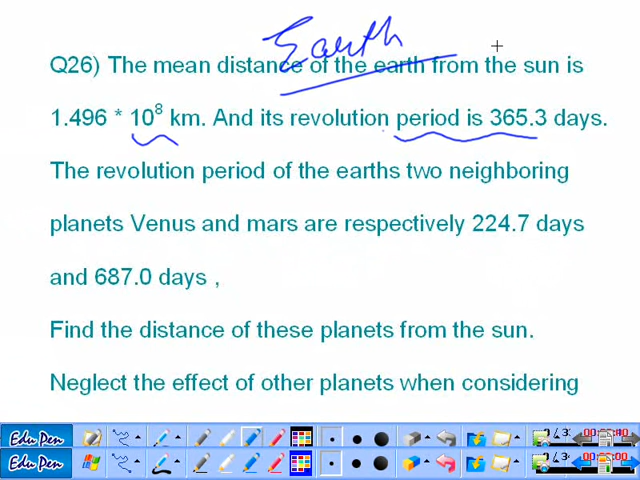 Earth
Q26) The mean distance of the earth from the sun is
1.496 * 10⁸ km. And its revolution period is 365.3 days.
The revolution period of the earths two neighboring
planets Venus and mars are respectively 224.7 days
and 687.0 days ,
Find the distance of these planets from the sun.
Neglect the effect of other planets when considering
Edu Pen
Edu Pen